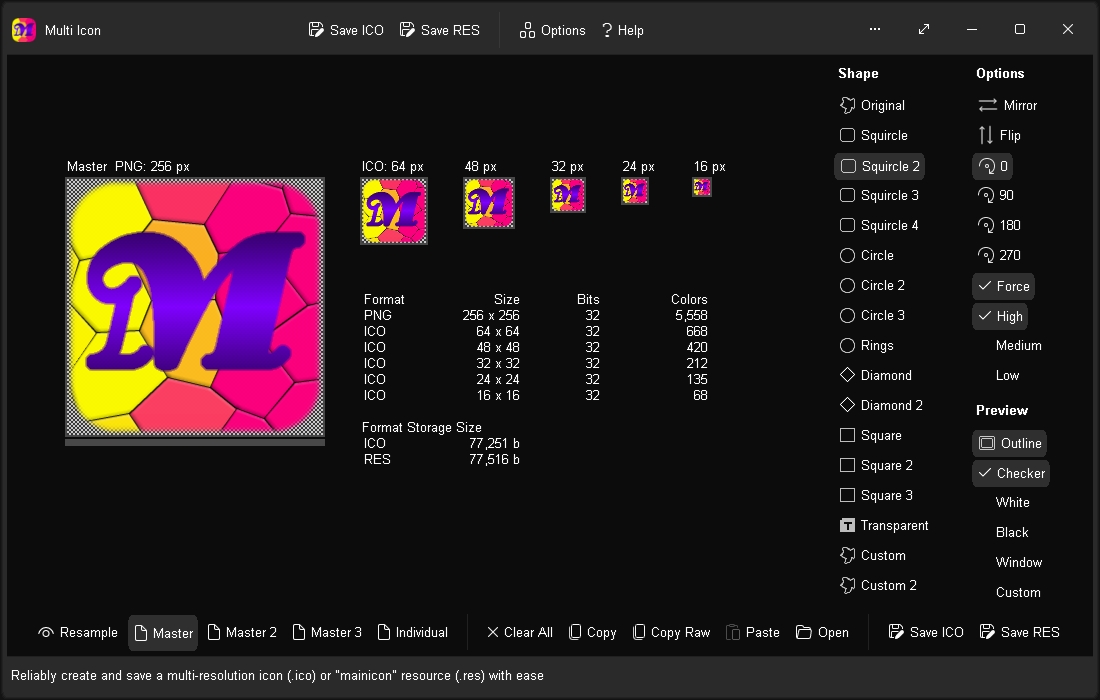 Multi Icon
Save ICO
Save RES
Options
Help
Master PNG: 256 px
ICO: 64 px
48 px
32 px
24 px
16 px
M
M
M
M
M
M
Format Size Bits Colors
PNG 256 x 256 32 5,558
ICO 64 x 64 32 668
ICO 48 x 48 32 420
ICO 32 x 32 32 212
ICO 24 x 24 32 135
ICO 16 x 16 32 68
Format Storage Size
ICO 77,251 b
RES 77,516 b
Shape
Original
Squircle
Squircle 2
Squircle 3
Squircle 4
Circle
Circle 2
Circle 3
Rings
Diamond
Diamond 2
Square
Square 2
Square 3
T Transparent
Custom
Custom 2
Options
Mirror
Flip
0
90
180
270
Force
High
Medium
Low
Preview
Outline
Checker
White
Black
Window
Custom
Resample
Master
Master 2
Master 3
Individual
Clear All
Copy
Copy Raw
Paste
Open
Save ICO
Save RES
Reliably create and save a multi-resolution icon (.ico) or "mainicon" resource (.res) with ease